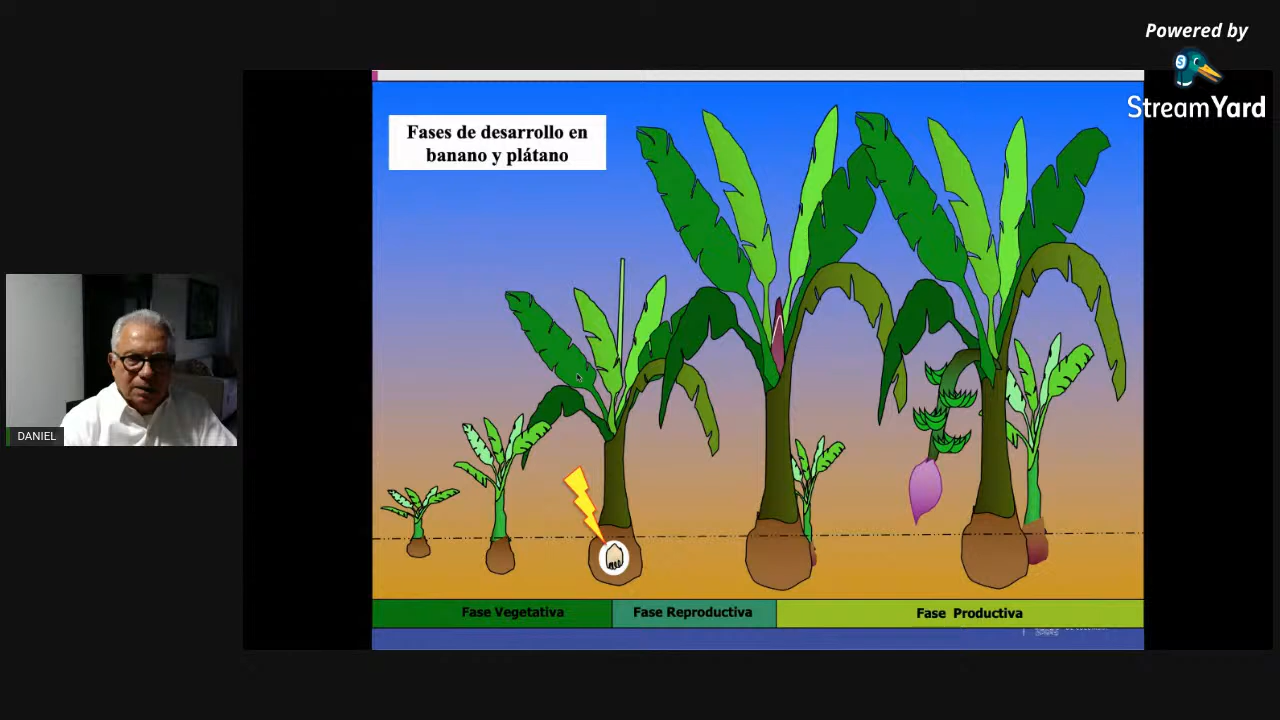 Powered by
StreamYard
Fases de desarrollo en
banano y plátano
DANIEL
Fase Vegetativa
Fase Reproductiva
Fase Productiva